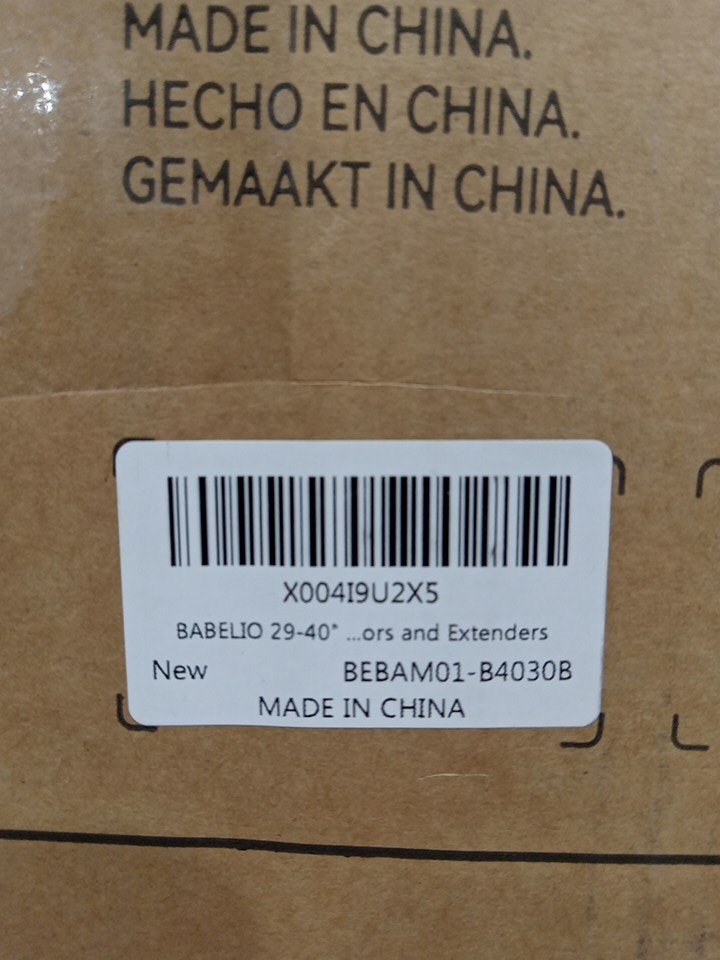 MADE IN CHINA.
HECHO EN CHINA.
GEMAAKT IN CHINA.
X004I9U2X5
BABELIO 29-40" ...ors and Extenders
New BEBAM01-B4030B
MADE IN CHINA